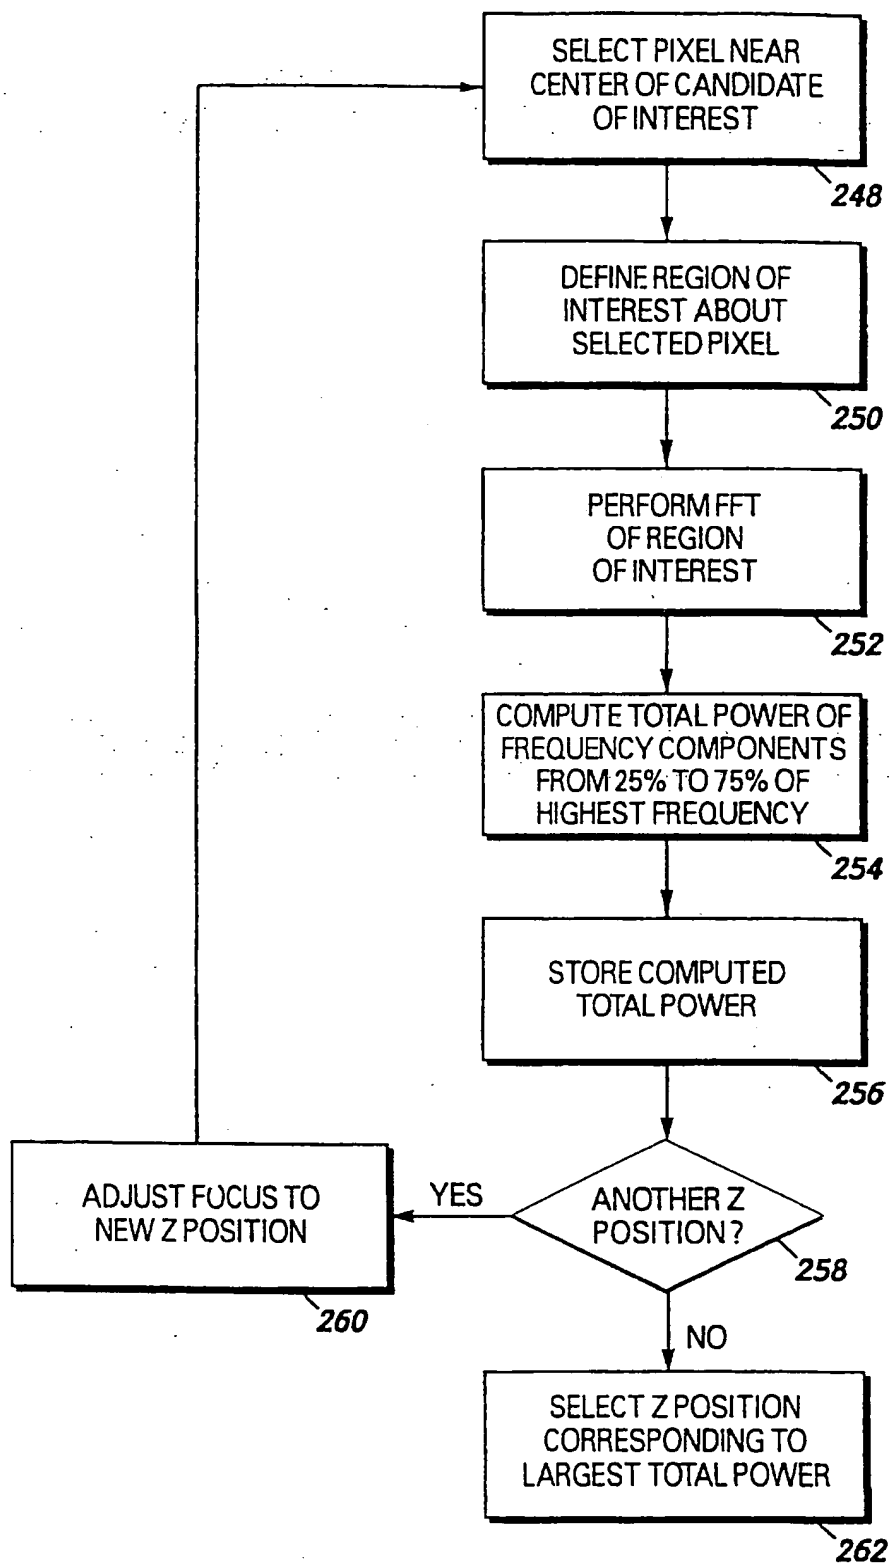 SELECT PIXEL NEAR
CENTER OF CANDIDATE
OF INTEREST
248
DEFINE REGION OF
INTEREST ABOUT
SELECTED PIXEL
250
PERFORM FFT
OF REGION
OF INTEREST
252
COMPUTE TOTAL POWER OF
FREQUENCY COMPONENTS
FROM 25% TO 75% OF
HIGHEST FREQUENCY
254
STORE COMPUTED
TOTAL POWER
256
ANOTHER Z
POSITION?
258
YES
ADJUST FOCUS TO
NEW Z POSITION
260
NO
SELECT Z POSITION
CORRESPONDING TO
LARGEST TOTAL POWER
262